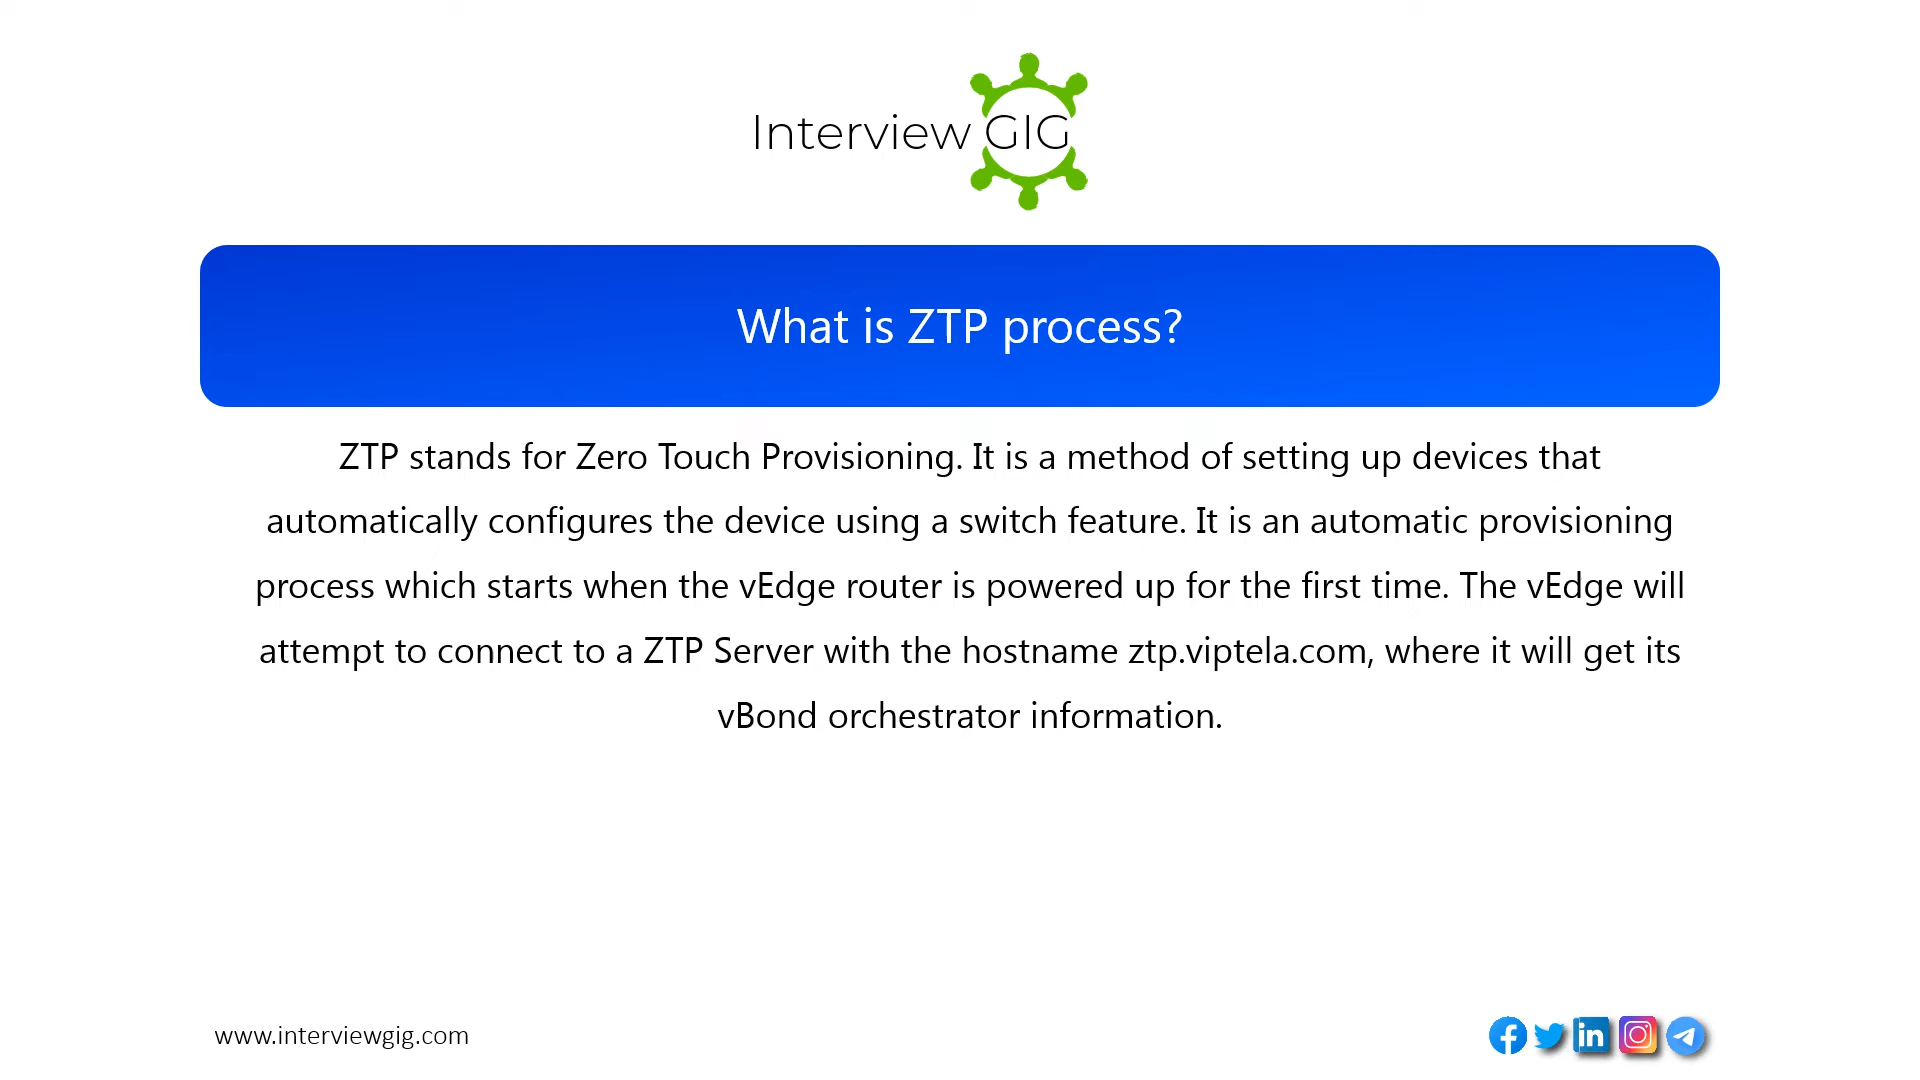 Interview GIG
What is ZTP process?
ZTP stands for Zero Touch Provisioning. It is a method of setting up devices that
automatically configures the device using a switch feature. It is an automatic provisioning
process which starts when the vEdge router is powered up for the first time. The vEdge will
attempt to connect to a ZTP Server with the hostname ztp.viptela.com, where it will get its
vBond orchestrator information.
www.interviewgig.com
in